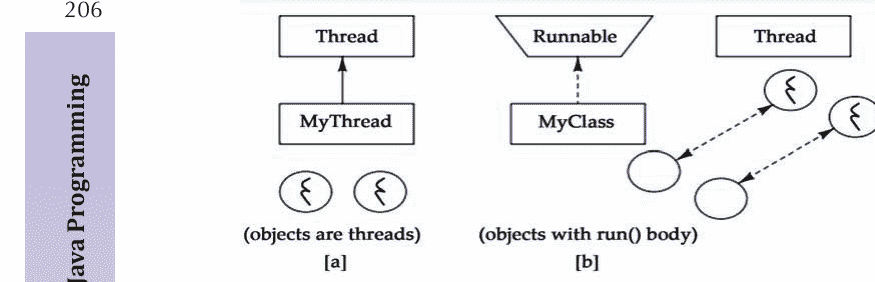 206
Java Programming
Thread
MyThread
(objects are threads)
[a]
Runnable
Thread
MyClass
(objects with run() body)
[b]